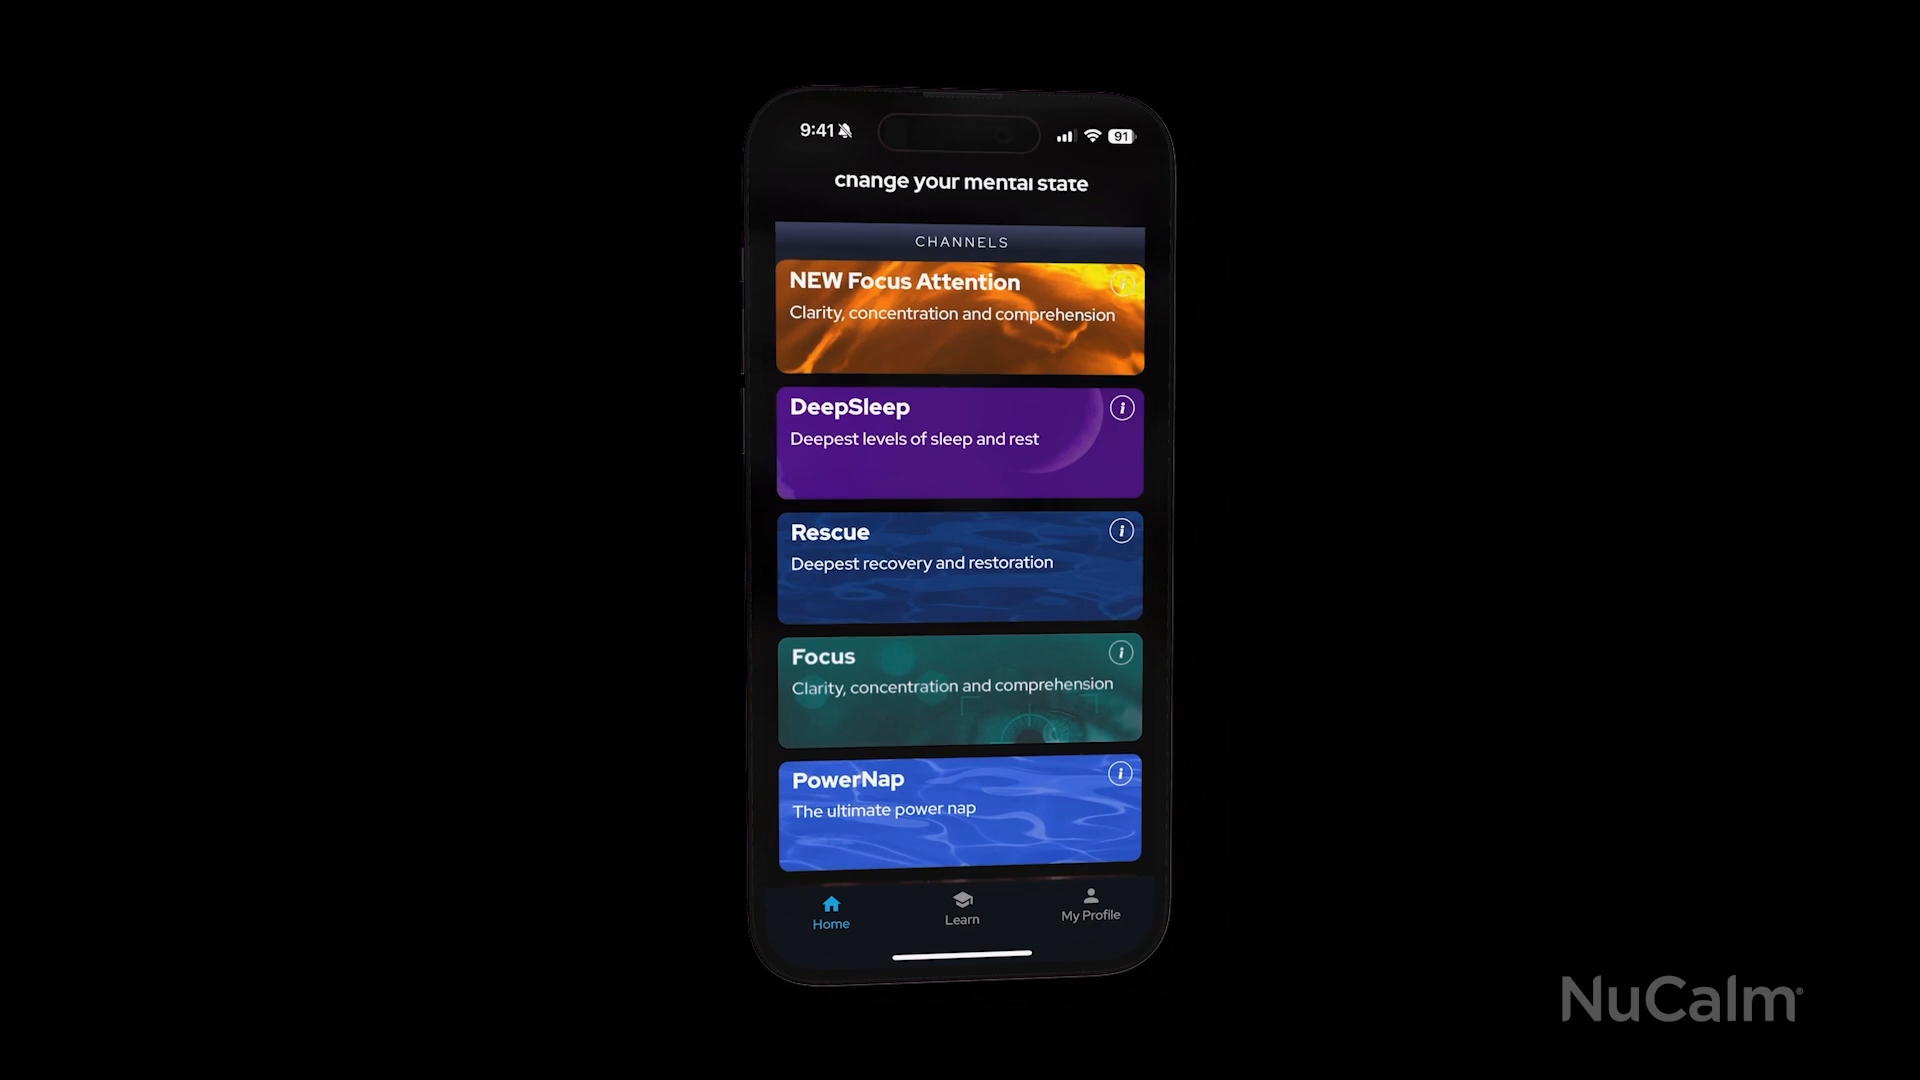 9:41
91
change your mental state
CHANNELS
NEW Focus Attention
Clarity, concentration and comprehension
DeepSleep
Deepest levels of sleep and rest
Rescue
Deepest recovery and restoration
Focus
Clarity, concentration and comprehension
PowerNap
The ultimate power nap
Home
Learn
My Profile
NuCalm®